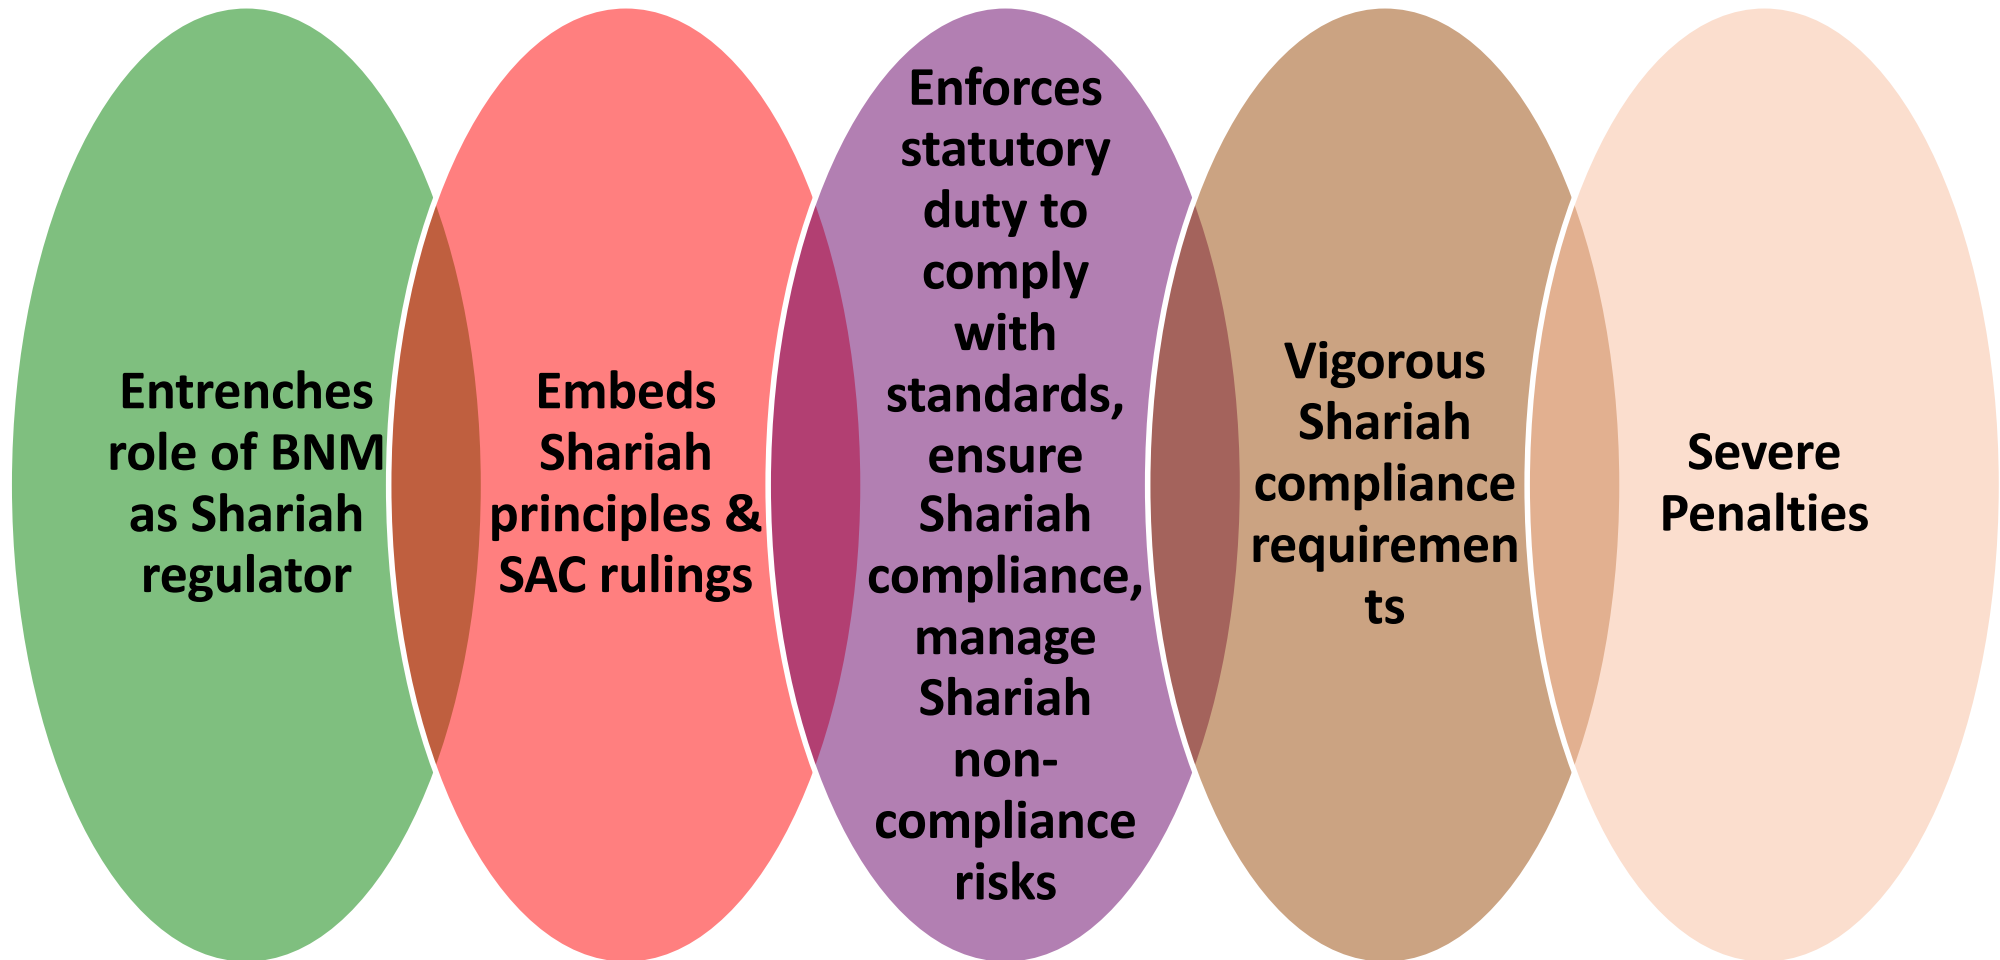 Entrenches
role of BNM
as Shariah
regulator
Embeds
Shariah
principles &
SAC rulings
Enforces
statutory
duty to
comply
with
standards,
ensure
Shariah
compliance,
manage
Shariah
non-
compliance
risks
Vigorous
Shariah
compliance
requiremen
ts
Severe
Penalties